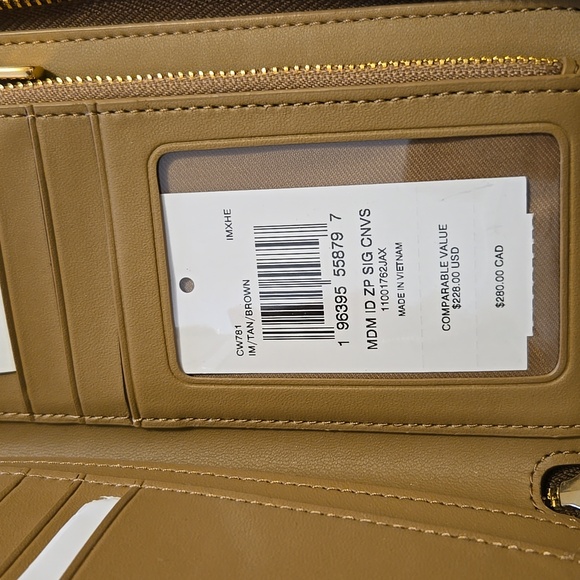 CW781
IM/TAN/BROWN IMXHE
1 96395 55879 7
MDM ID ZP SIG CNVS
11001762JAX
MADE IN VIETNAM
COMPARABLE VALUE
$228.00 USD
$280.00 CAD